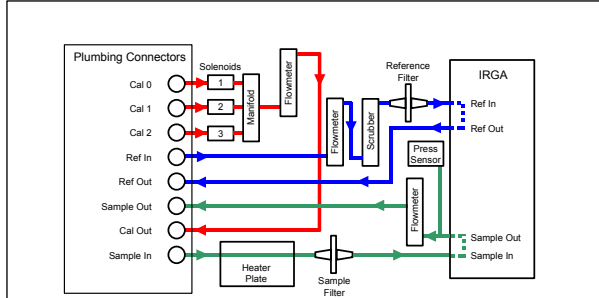 Plumbing Connectors
Solenoids
Cal 0
Cal 1
Cal 2
Ref In
Ref Out
Sample Out
Cal Out
Sample In
1
2
3
Manifold
Flowmeter
Flowmeter
Scrubber
Reference
Filter
IRGA
Ref In
Ref Out
Press
Sensor
Flowmeter
Sample Out
Sample In
Heater
Plate
Sample
Filter